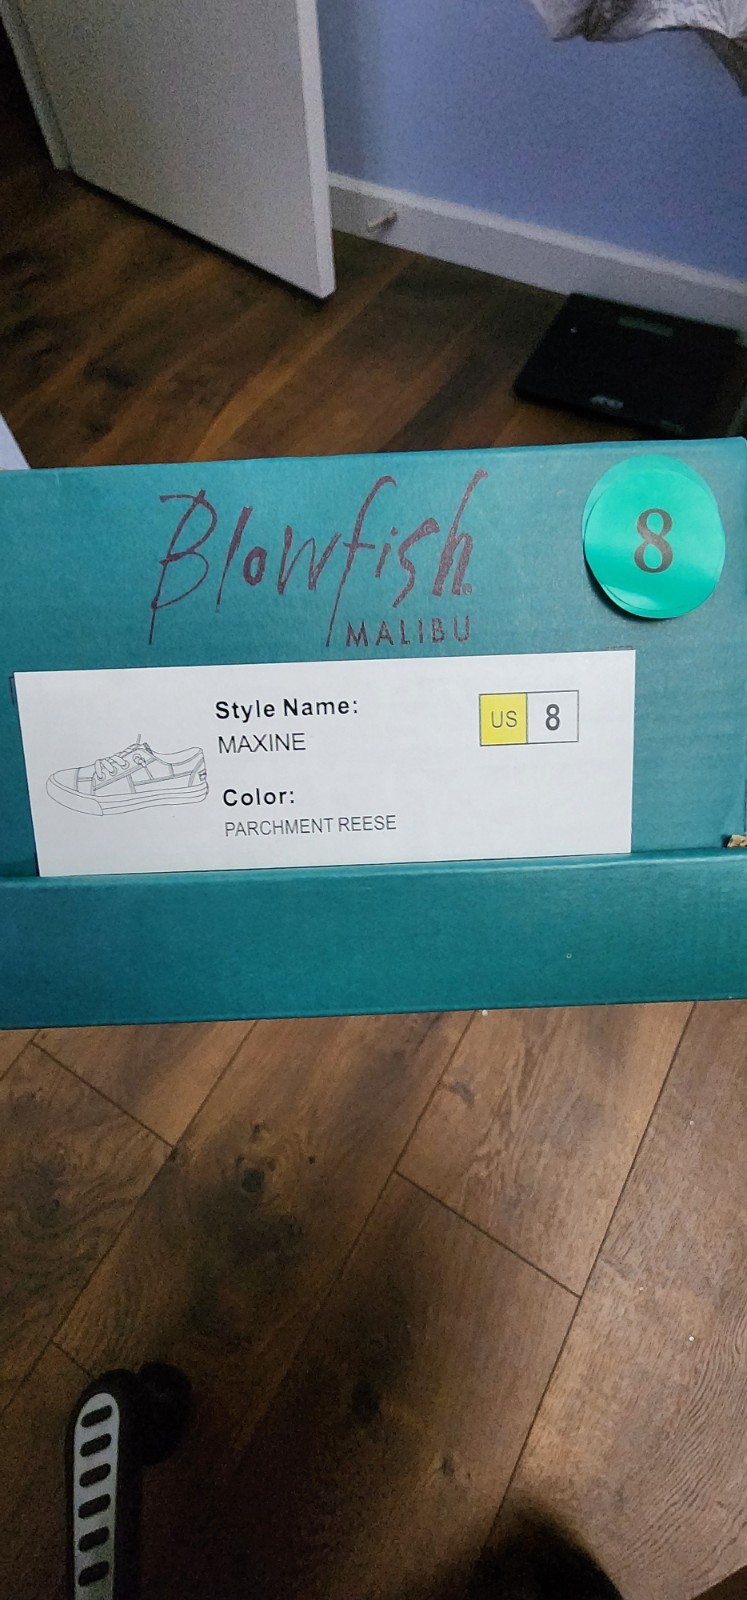 Blowfish
MALIBU
8
Style Name:
MAXINE
US 8
Color:
PARCHMENT REESE